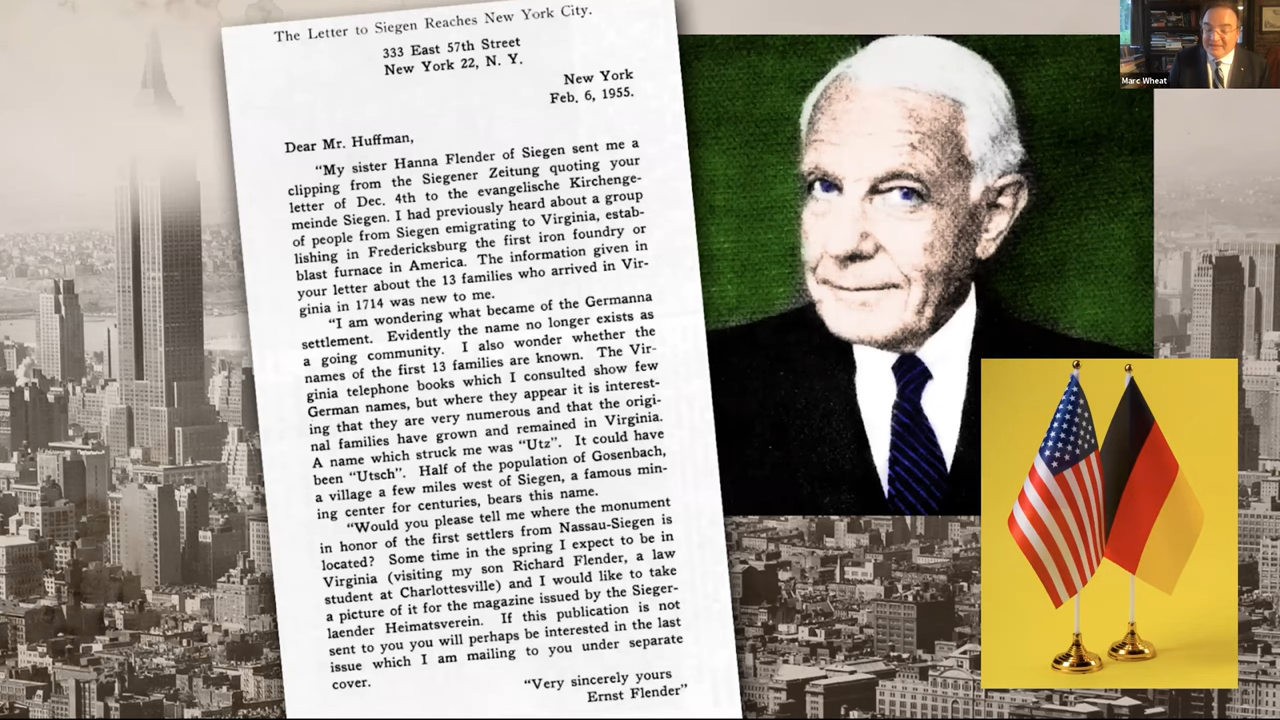 The Letter to Siegen Reaches New York City.
333 East 57th Street
New York 22, N. Y.
New York
Feb. 6, 1955.
Dear Mr. Huffman,
“My sister Hanna Flender of Siegen sent me a
clipping from the Siegener Zeitung quoting your
letter of Dec. 4th to the evangelische Kirchenge-
meinde Siegen. I had previously heard about a group
of people from Siegen emigrating to Virginia, estab-
lishing in Fredericksburg the first iron foundry or
blast furnace in America. The information given in
your letter about the 13 families who arrived in Vir-
ginia in 1714 was new to me.
“I am wondering what became of the Germanna
settlement. Evidently the name no longer exists as
a going community. I also wonder whether the
names of the first 13 families are known. The Vir-
ginia telephone books which I consulted show few
German names, but where they appear it is interest-
ing that they are very numerous and that the origi-
nal families have grown and remained in Virginia.
A name which struck me was “Utz”. It could have
been “Utsch”. Half of the population of Gosenbach,
a village a few miles west of Siegen, a famous min-
ing center for centuries, bears this name.
“Would you please tell me where the monument
in honor of the first settlers from Nassau-Siegen is
located? Some time in the spring I expect to be in
Virginia (visiting my son Richard Flender, a law
student at Charlottesville) and I would like to take
a picture of it for the magazine issued by the Sieger-
laender Heimatsverein. If this publication is not
sent to you you will perhaps be interested in the last
issue which I am mailing to you under separate
cover.
“Very sincerely yours
Ernst Flender”
Marc Wheat